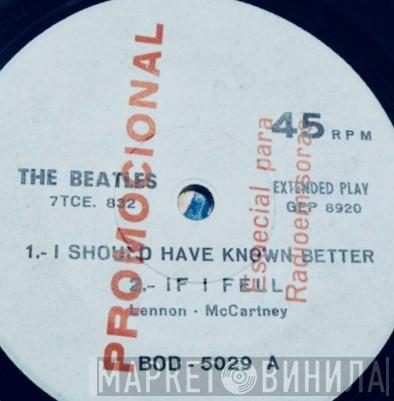 PROMOCIONAL
Especial para
Radioemisoras
45 RPM
THE BEATLES
EXTENDED PLAY
7TCE. 832
GEP 8920
1.- I SHOULD HAVE KNOWN BETTER
2.- IF I FELL
Lennon - McCartney
BOD - 5029 A
МАРКЕТ ВИНИЛА